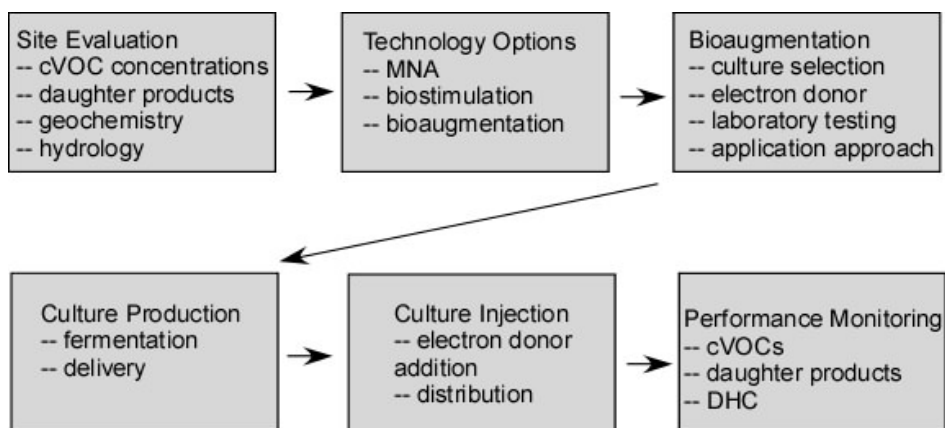 Site Evaluation
-- cVOC concentrations
-- daughter products
-- geochemistry
-- hydrology
Technology Options
-- MNA
-- biostimulation
-- bioaugmentation
Bioaugmentation
-- culture selection
-- electron donor
-- laboratory testing
-- application approach
Culture Production
-- fermentation
-- delivery
Culture Injection
-- electron donor
addition
-- distribution
Performance Monitoring
-- cVOCs
-- daughter products
-- DHC